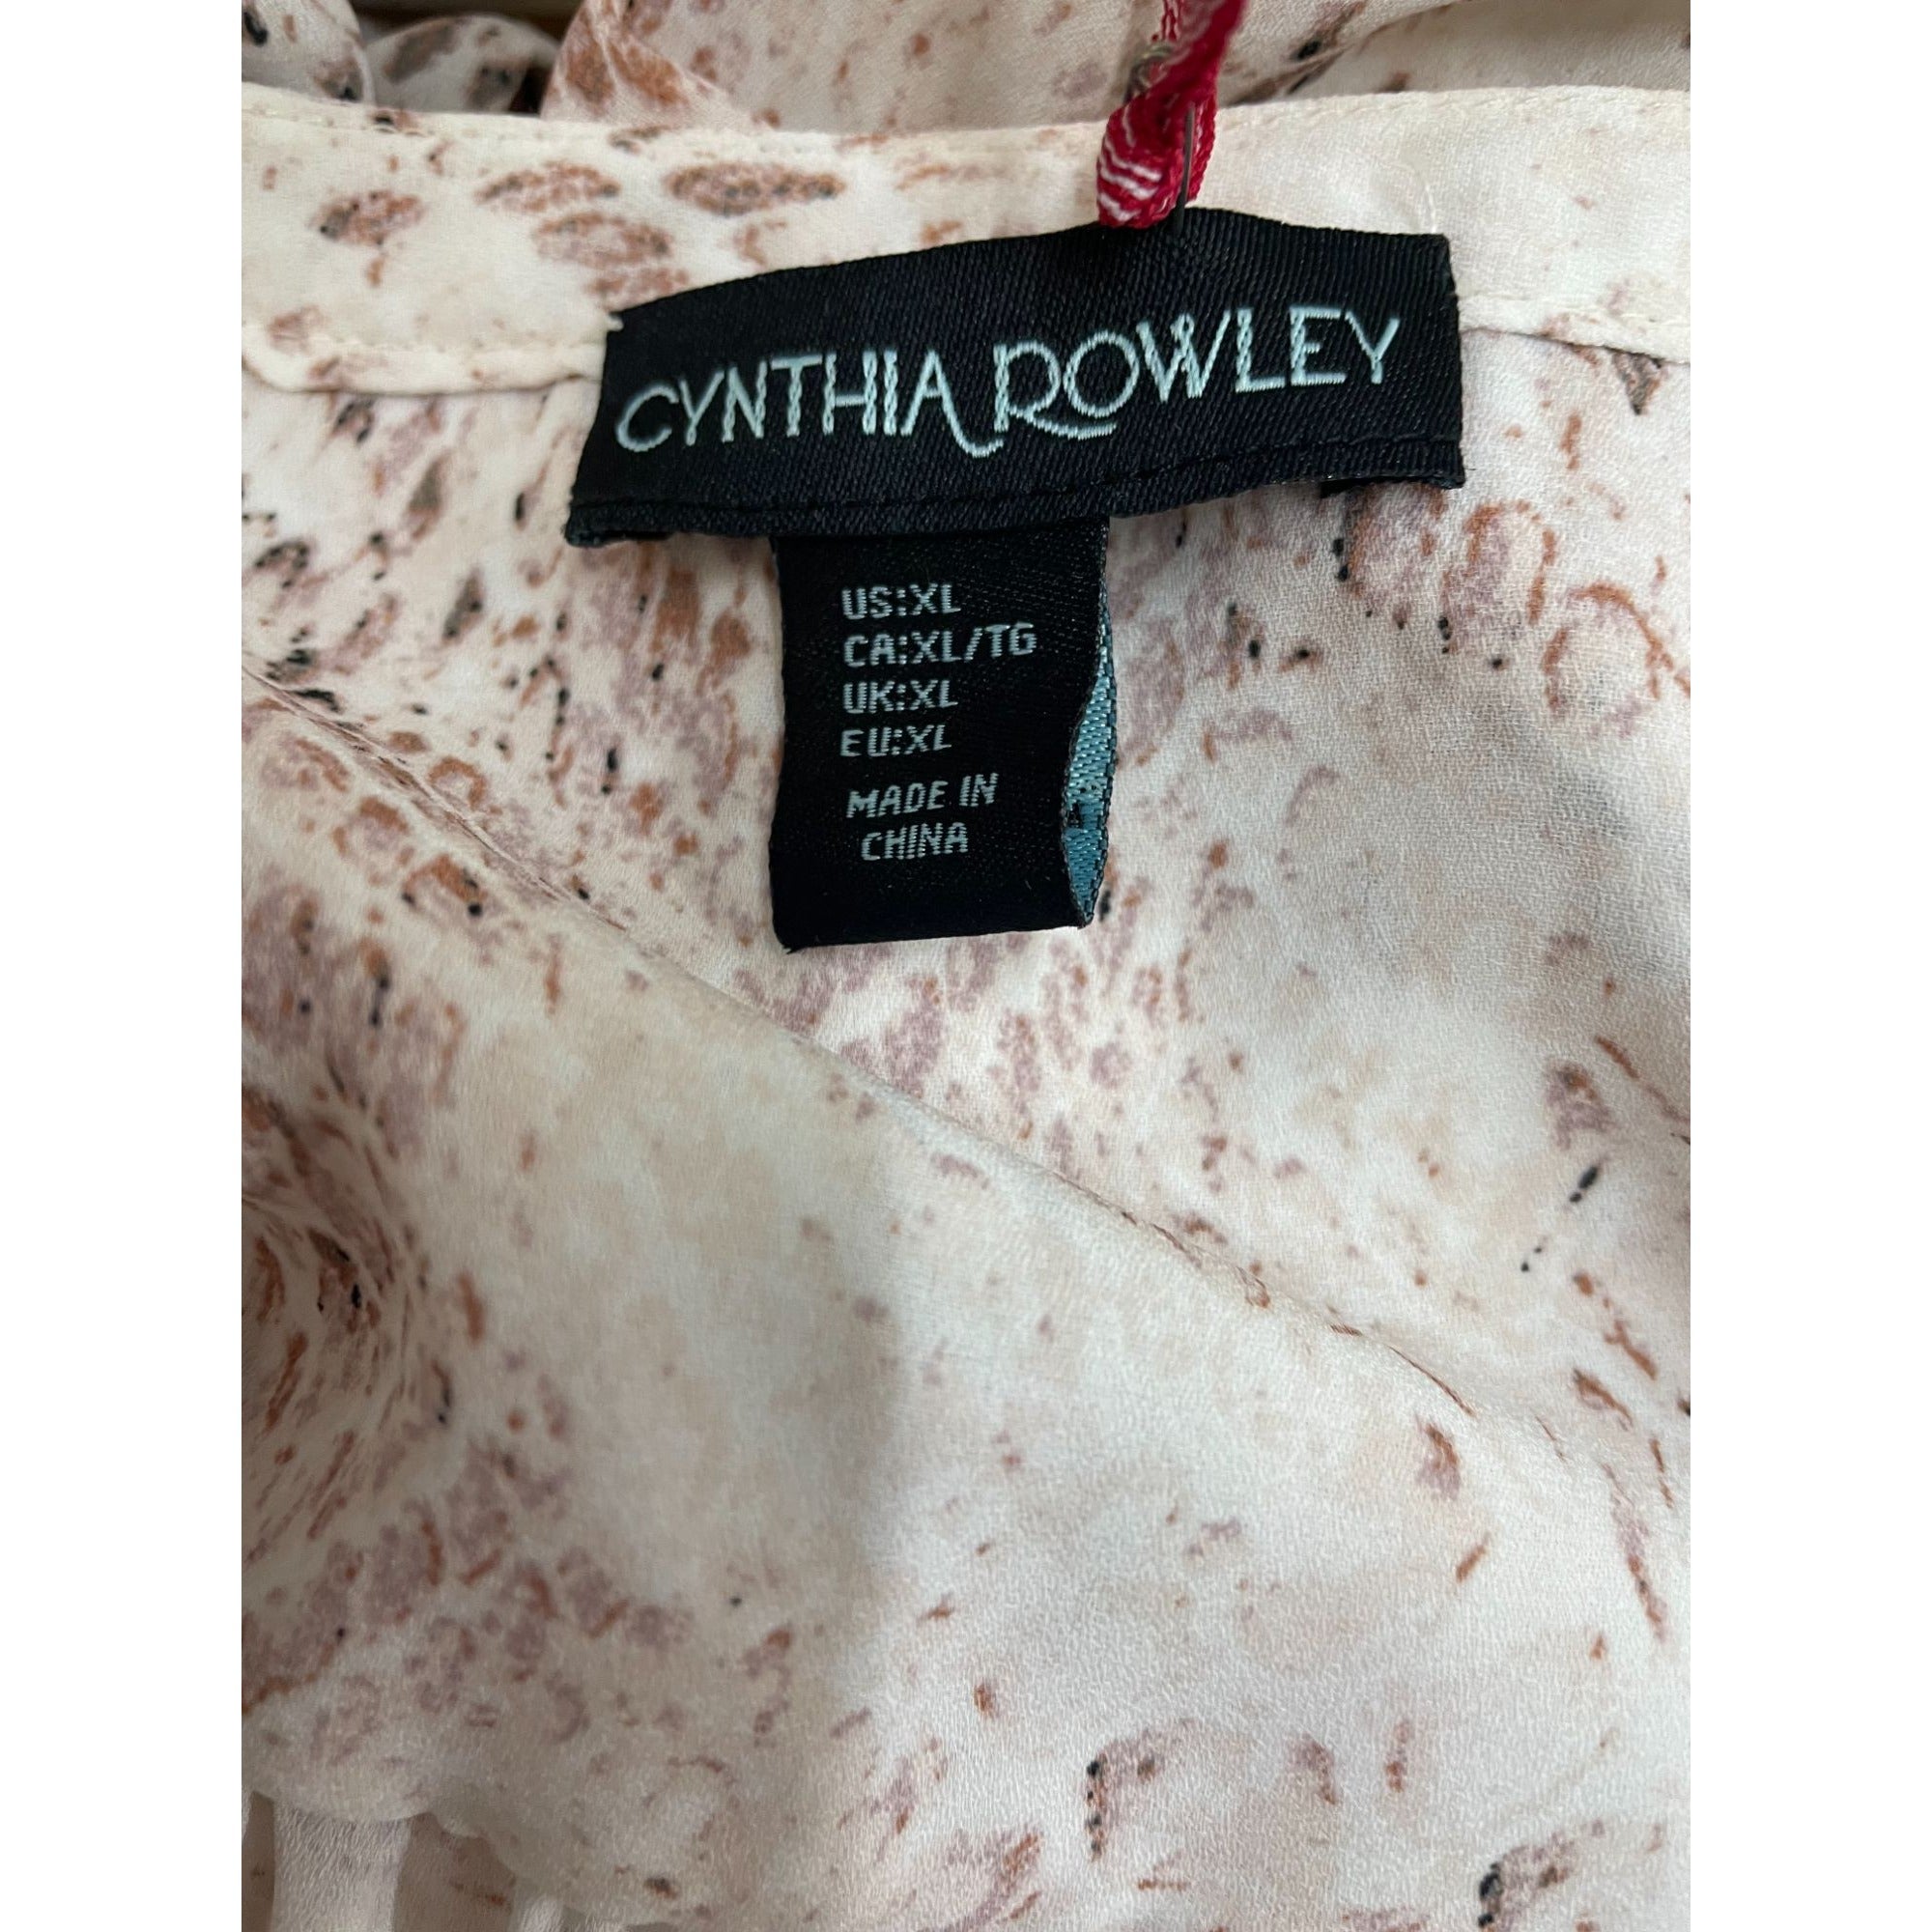 CYNTHIA ROWLEY
US:XL
CA:XL/TG
UK:XL
EU:XL
MADE IN
CHINA